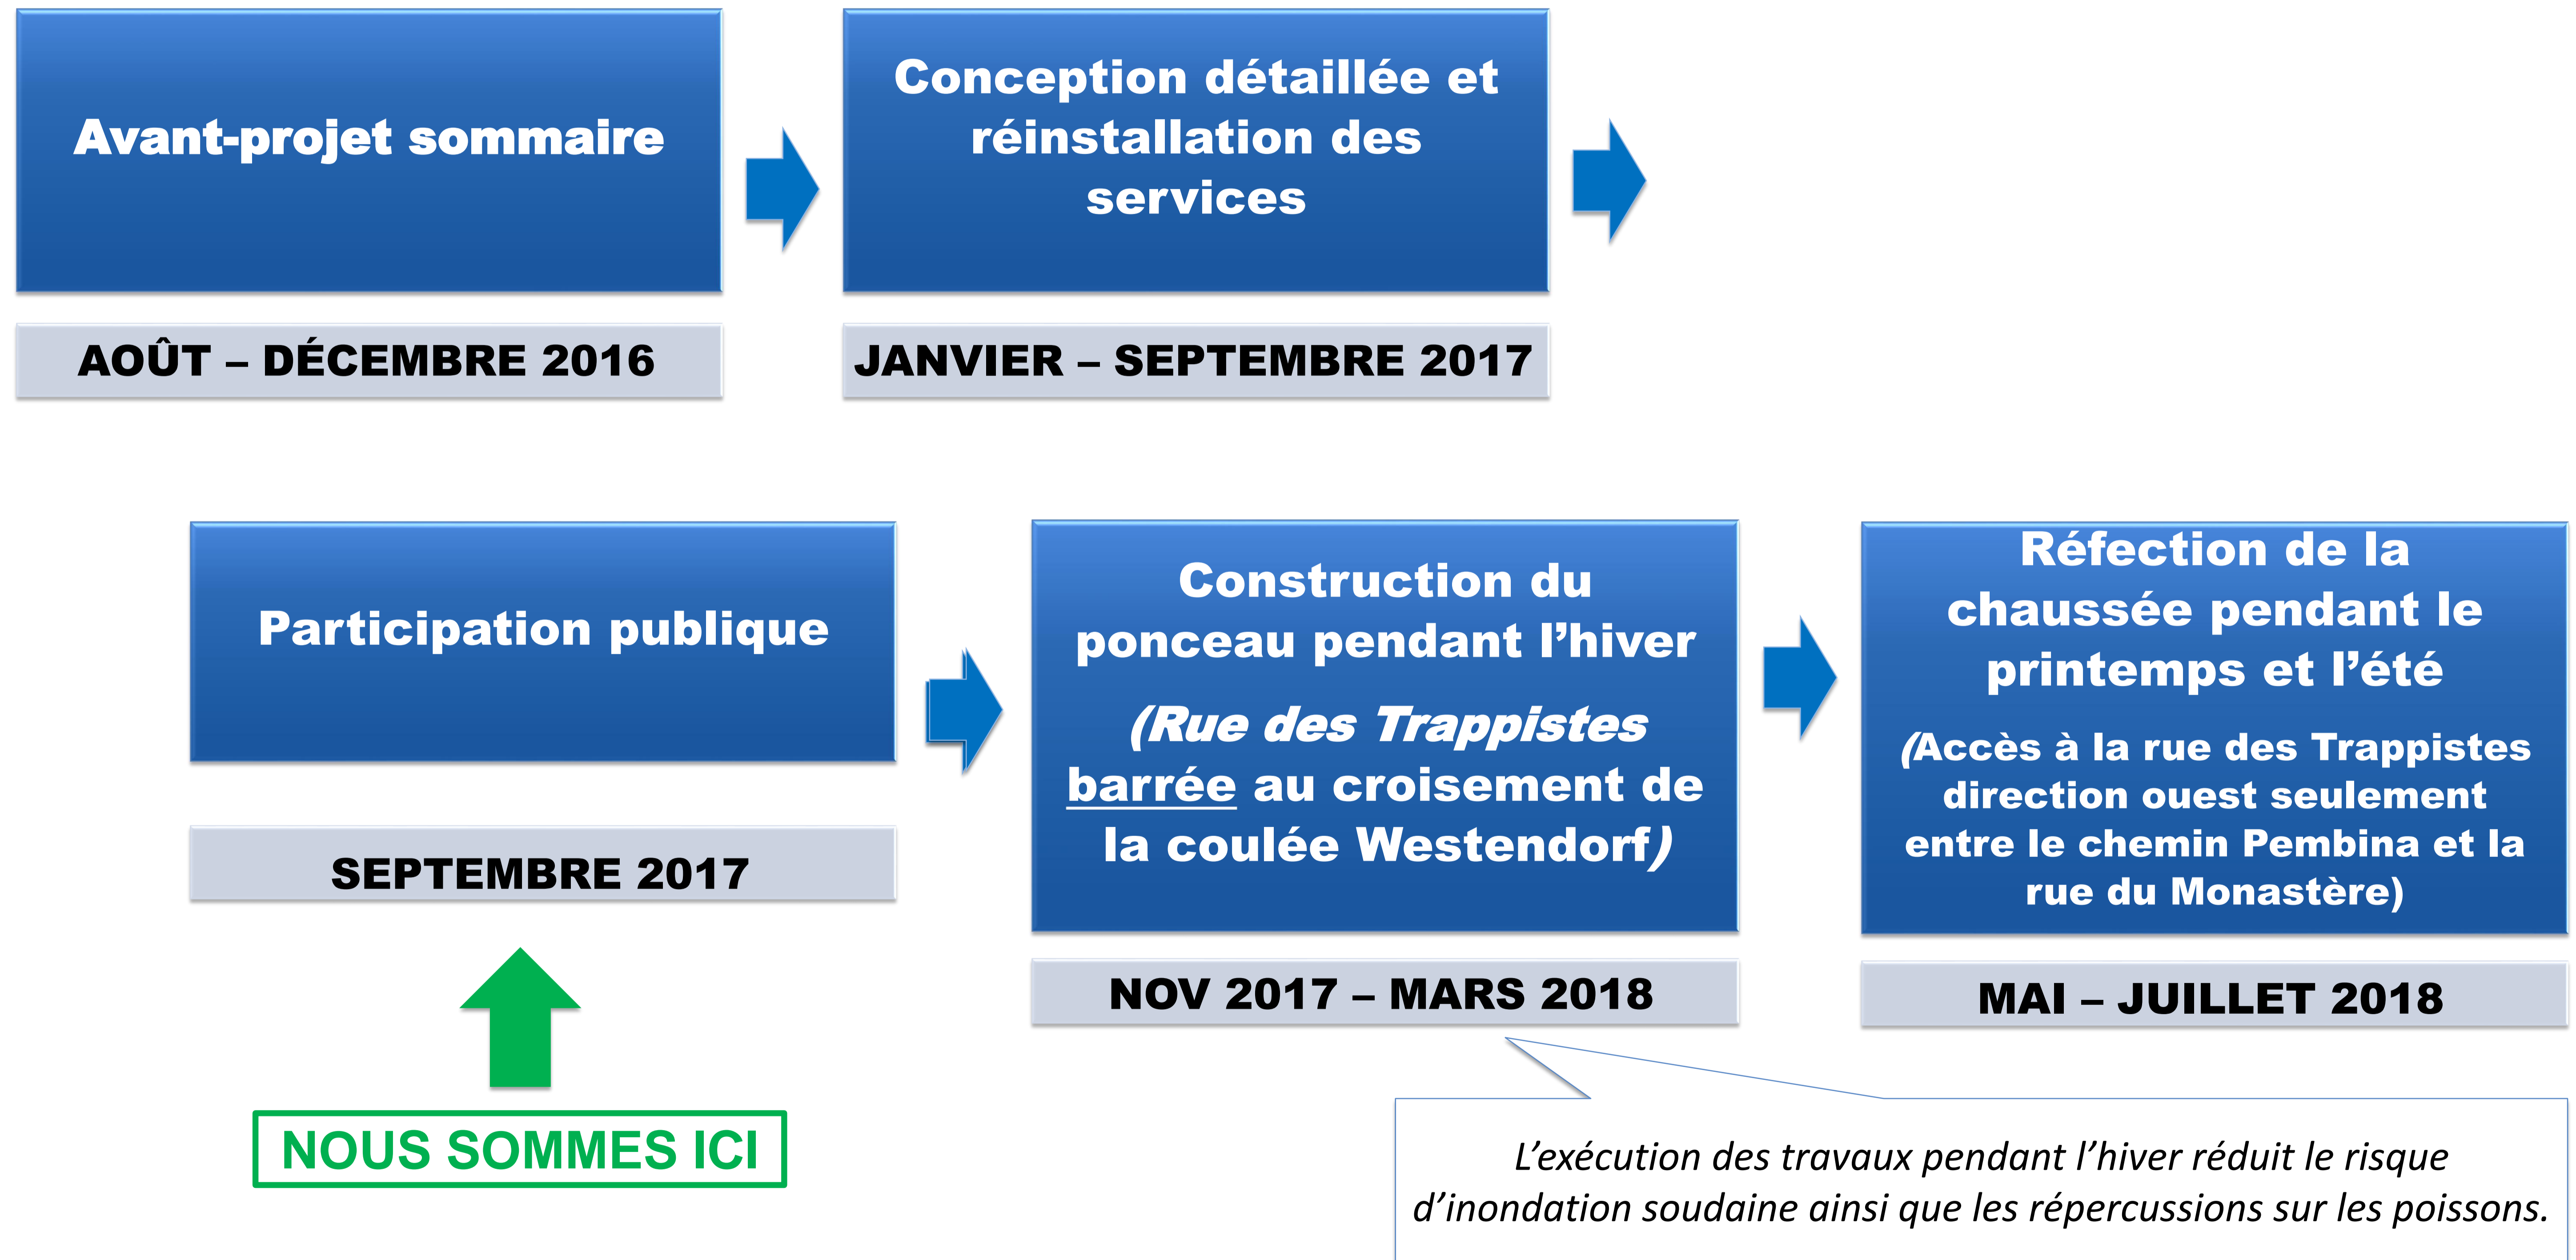 Avant-projet sommaire
AOÛT – DÉCEMBRE 2016
Conception détaillée et
réinstallation des
services
JANVIER – SEPTEMBRE 2017
Participation publique
SEPTEMBRE 2017
NOUS SOMMES ICI
Construction du
ponceau pendant l’hiver
(Rue des Trappistes
barrée au croisement de
la coulée Westendorf)
NOV 2017 – MARS 2018
Réfection de la
chaussée pendant le
printemps et l’été
(Accès à la rue des Trappistes
direction ouest seulement
entre le chemin Pembina et la
rue du Monastère)
MAI – JUILLET 2018
L’exécution des travaux pendant l’hiver réduit le risque
d’inondation soudaine ainsi que les répercussions sur les poissons.